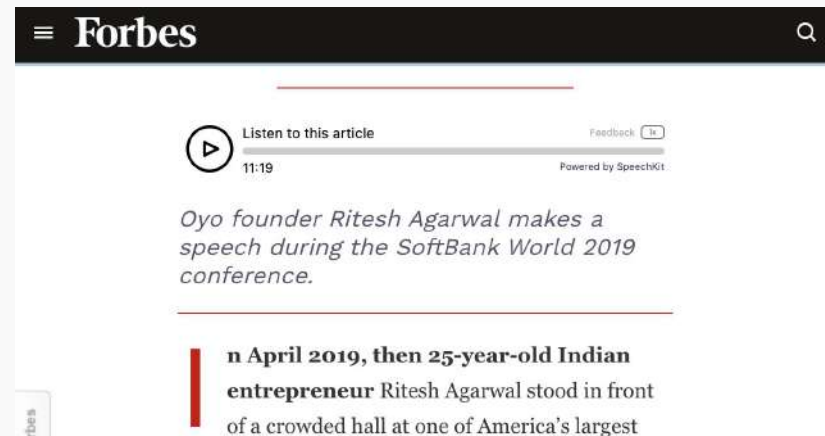 Forbes
Listen to this article
Feedback 1x
11:19
Powered by SpeechKit
Oyo founder Ritesh Agarwal makes a
speech during the SoftBank World 2019
conference.
In April 2019, then 25-year-old Indian
entrepreneur Ritesh Agarwal stood in front
of a crowded hall at one of America's largest
rbes